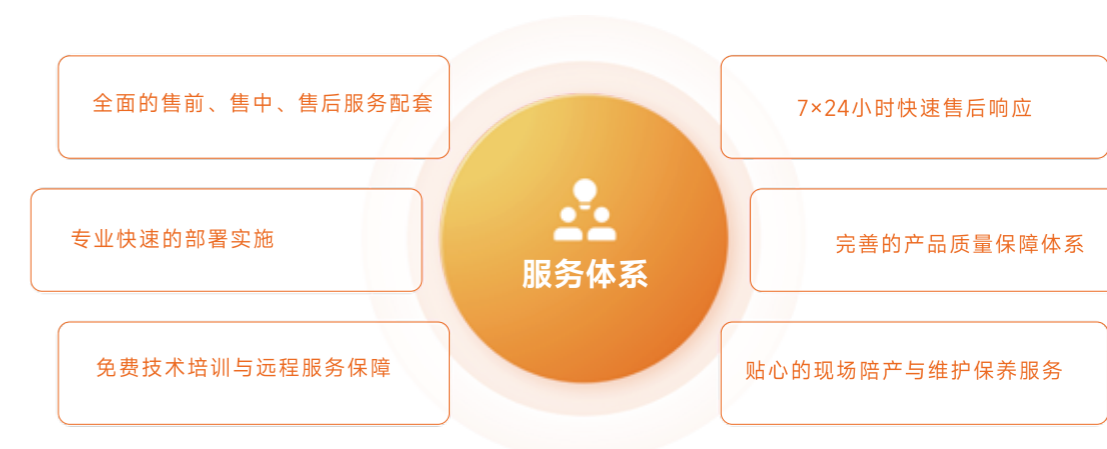 全面的售前、售中、售后服务配套
7×24小时快速售后响应
专业快速的部署实施
服务体系
完善的产品质量保障体系
免费技术培训与远程服务保障
贴心的现场陪产与维护保养服务